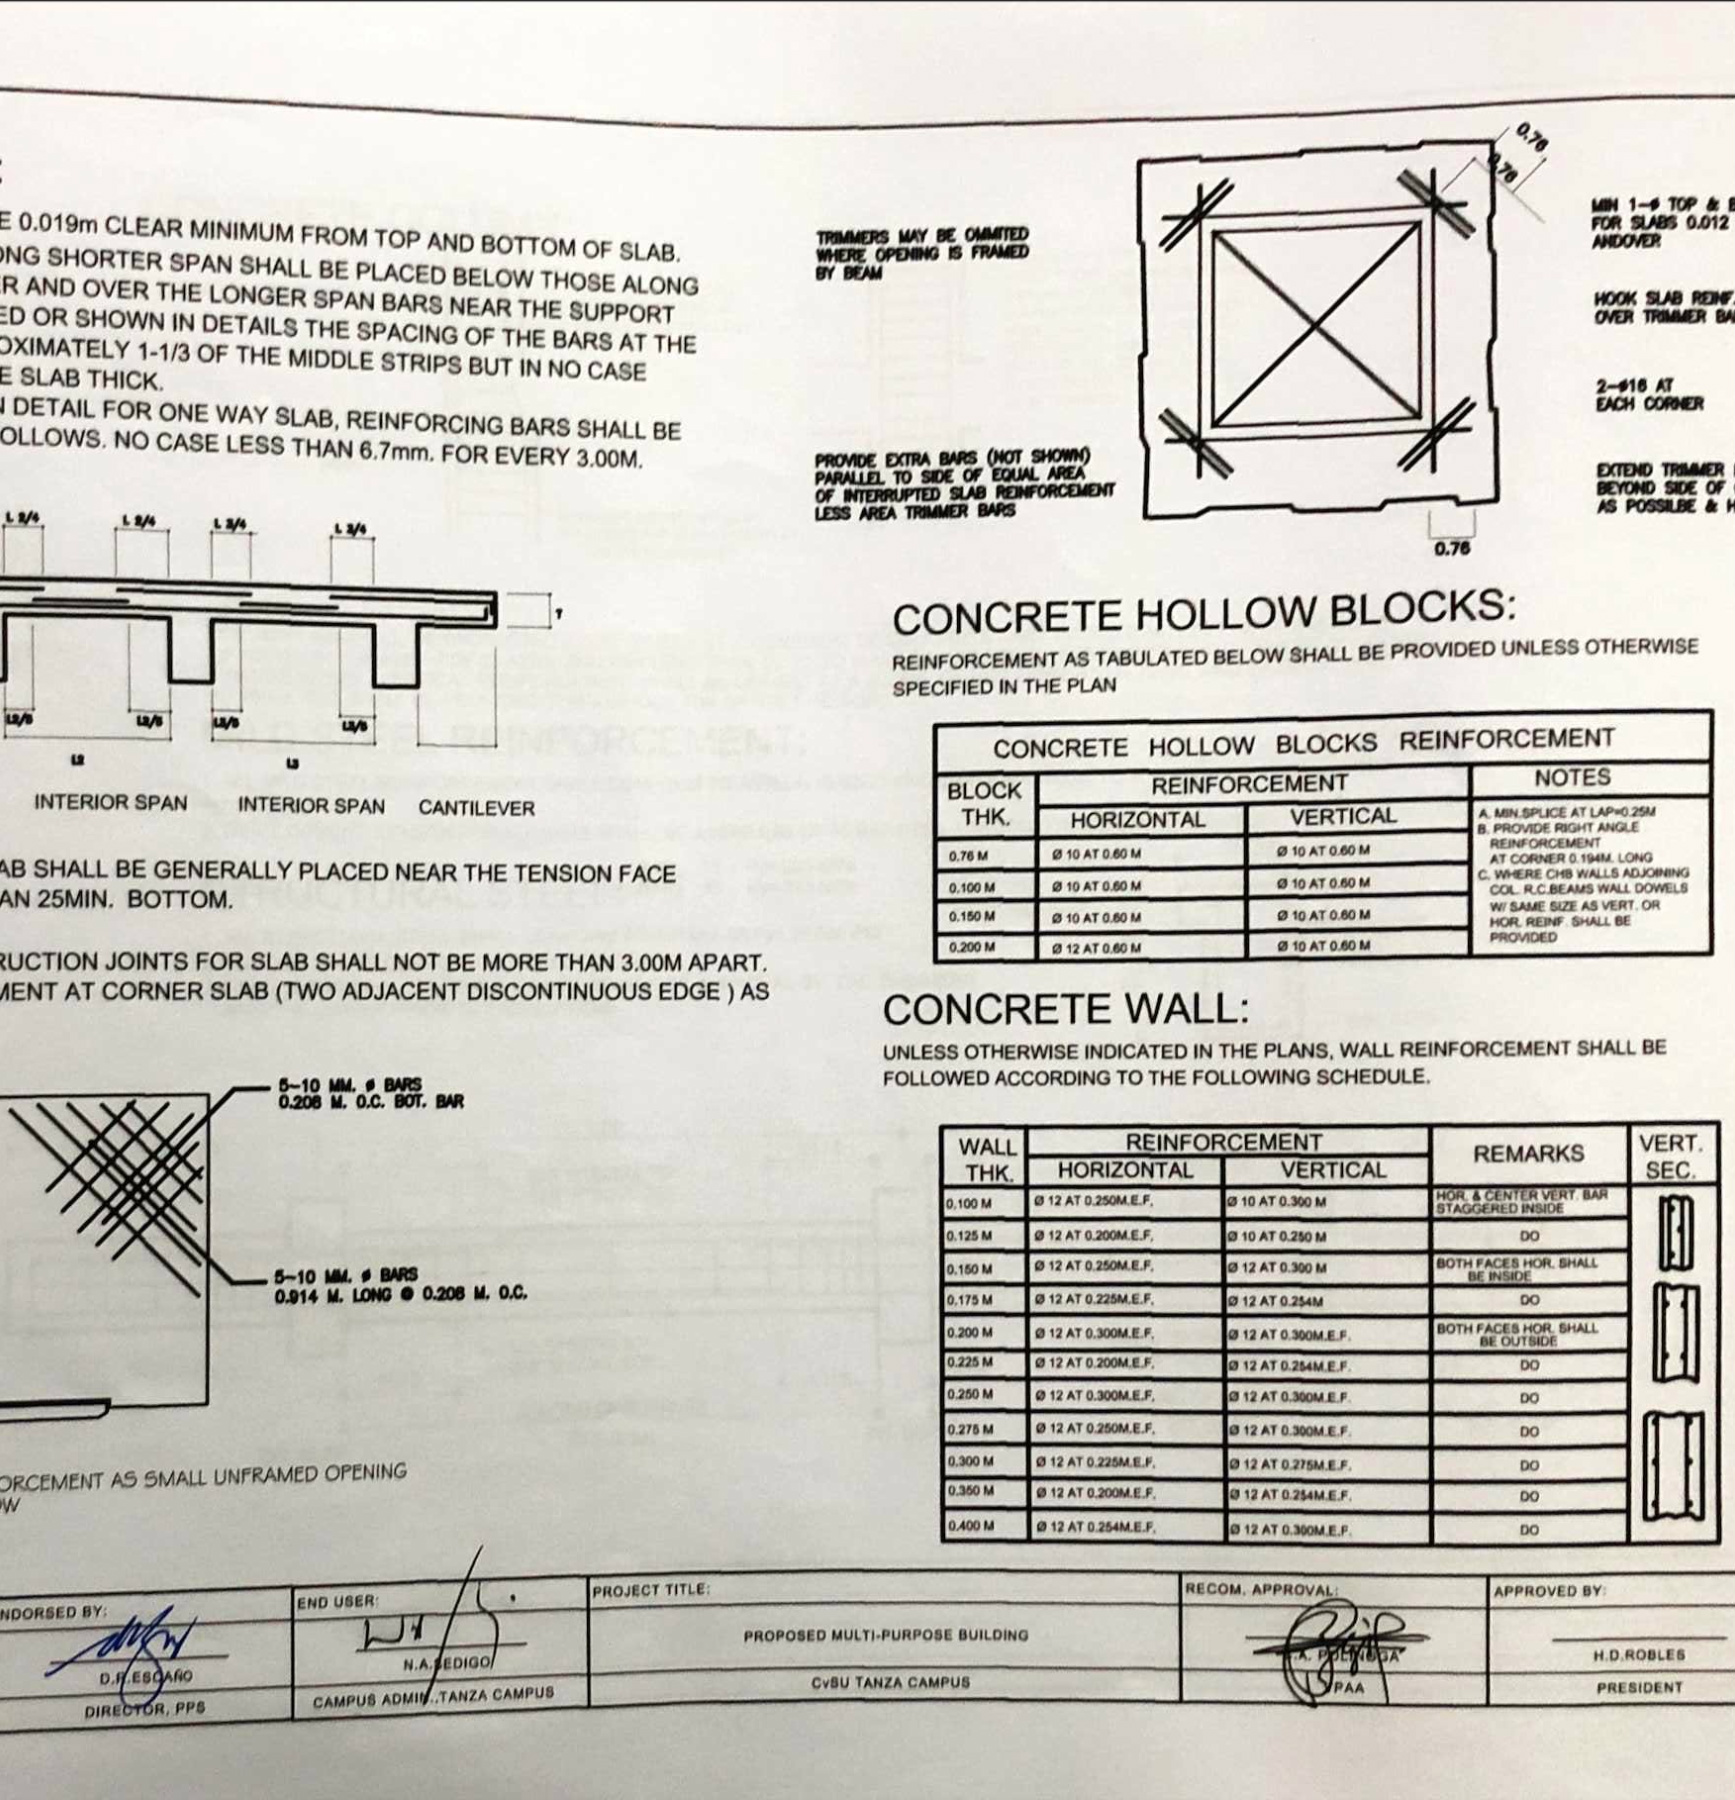 E 0.019m CLEAR MINIMUM FROM TOP AND BOTTOM OF SLAB.
ONG SHORTER SPAN SHALL BE PLACED BELOW THOSE ALONG
R AND OVER THE LONGER SPAN BARS NEAR THE SUPPORT
ED OR SHOWN IN DETAILS THE SPACING OF THE BARS AT THE
OXIMATELY 1-1/3 OF THE MIDDLE STRIPS BUT IN NO CASE
E SLAB THICK.
N DETAIL FOR ONE WAY SLAB, REINFORCING BARS SHALL BE
OLLOWS. NO CASE LESS THAN 6.7mm. FOR EVERY 3.00M.
L 2/4 L 2/4 L 3/4 L 3/4
T
L2/5 L2/5 L3/5 L3/5
L2 L3
INTERIOR SPAN INTERIOR SPAN CANTILEVER
AB SHALL BE GENERALLY PLACED NEAR THE TENSION FACE
AN 25MIN. BOTTOM.
RUCTION JOINTS FOR SLAB SHALL NOT BE MORE THAN 3.00M APART.
MENT AT CORNER SLAB (TWO ADJACENT DISCONTINUOUS EDGE ) AS
5-10 MM. Ø BARS
0.208 M. O.C. BOT. BAR
5-10 MM. Ø BARS
0.914 M. LONG @ 0.208 M. O.C.
ORCEMENT AS SMALL UNFRAMED OPENING
OW
TRIMMERS MAY BE OMMITED
WHERE OPENING IS FRAMED
BY BEAM
PROVIDE EXTRA BARS (NOT SHOWN)
PARALLEL TO SIDE OF EQUAL AREA
OF INTERRUPTED SLAB REINFORCEMENT
LESS AREA TRIMMER BARS
0.76
0.76
0.76
MIN 1-Ø TOP & B
FOR SLABS 0.012
ANDOVER
HOOK SLAB REINF.
OVER TRIMMER BA
2-Ø16 AT
EACH CORNER
EXTEND TRIMMER
BEYOND SIDE OF
AS POSSILBE & H
CONCRETE HOLLOW BLOCKS:
REINFORCEMENT AS TABULATED BELOW SHALL BE PROVIDED UNLESS OTHERWISE
SPECIFIED IN THE PLAN
CONCRETE HOLLOW BLOCKS REINFORCEMENT
BLOCK THK. REINFORCEMENT NOTES
HORIZONTAL VERTICAL
0.76 M Ø 10 AT 0.60 M Ø 10 AT 0.60 M
0.100 M Ø 10 AT 0.60 M Ø 10 AT 0.60 M
0.150 M Ø 10 AT 0.60 M Ø 10 AT 0.60 M
0.200 M Ø 12 AT 0.60 M Ø 10 AT 0.60 M
A. MIN.SPLICE AT LAP=0.25M
B. PROVIDE RIGHT ANGLE
REINFORCEMENT
AT CORNER 0.194M. LONG
C. WHERE CHB WALLS ADJOINING
COL. R.C.BEAMS WALL DOWELS
W/ SAME SIZE AS VERT. OR
HOR. REINF. SHALL BE
PROVIDED
CONCRETE WALL:
UNLESS OTHERWISE INDICATED IN THE PLANS, WALL REINFORCEMENT SHALL BE
FOLLOWED ACCORDING TO THE FOLLOWING SCHEDULE.
WALL THK. REINFORCEMENT REMARKS VERT. SEC.
HORIZONTAL VERTICAL
0.100 M Ø 12 AT 0.250M.E.F. Ø 10 AT 0.300 M HOR. & CENTER VERT. BAR STAGGERED INSIDE
0.125 M Ø 12 AT 0.200M.E.F. Ø 10 AT 0.250 M DO
0.150 M Ø 12 AT 0.250M.E.F. Ø 12 AT 0.300 M BOTH FACES HOR. SHALL BE INSIDE
0.175 M Ø 12 AT 0.225M.E.F. Ø 12 AT 0.254M DO
0.200 M Ø 12 AT 0.300M.E.F. Ø 12 AT 0.300M.E.F. BOTH FACES HOR. SHALL BE OUTSIDE
0.225 M Ø 12 AT 0.200M.E.F. Ø 12 AT 0.254M.E.F. DO
0.250 M Ø 12 AT 0.300M.E.F. Ø 12 AT 0.300M.E.F. DO
0.275 M Ø 12 AT 0.250M.E.F. Ø 12 AT 0.300M.E.F. DO
0.300 M Ø 12 AT 0.225M.E.F. Ø 12 AT 0.275M.E.F. DO
0.350 M Ø 12 AT 0.200M.E.F. Ø 12 AT 0.254M.E.F. DO
0.400 M Ø 12 AT 0.254M.E.F. Ø 12 AT 0.300M.E.F. DO
NDORSED BY:
D.R.ESCAÑO
DIRECTOR, PPS
END USER:
N.A.SEDIGO
CAMPUS ADMIN.,TANZA CAMPUS
PROJECT TITLE:
PROPOSED MULTI-PURPOSE BUILDING
CvSU TANZA CAMPUS
RECOM. APPROVAL:
PAA
APPROVED BY:
H.D.ROBLES
PRESIDENT